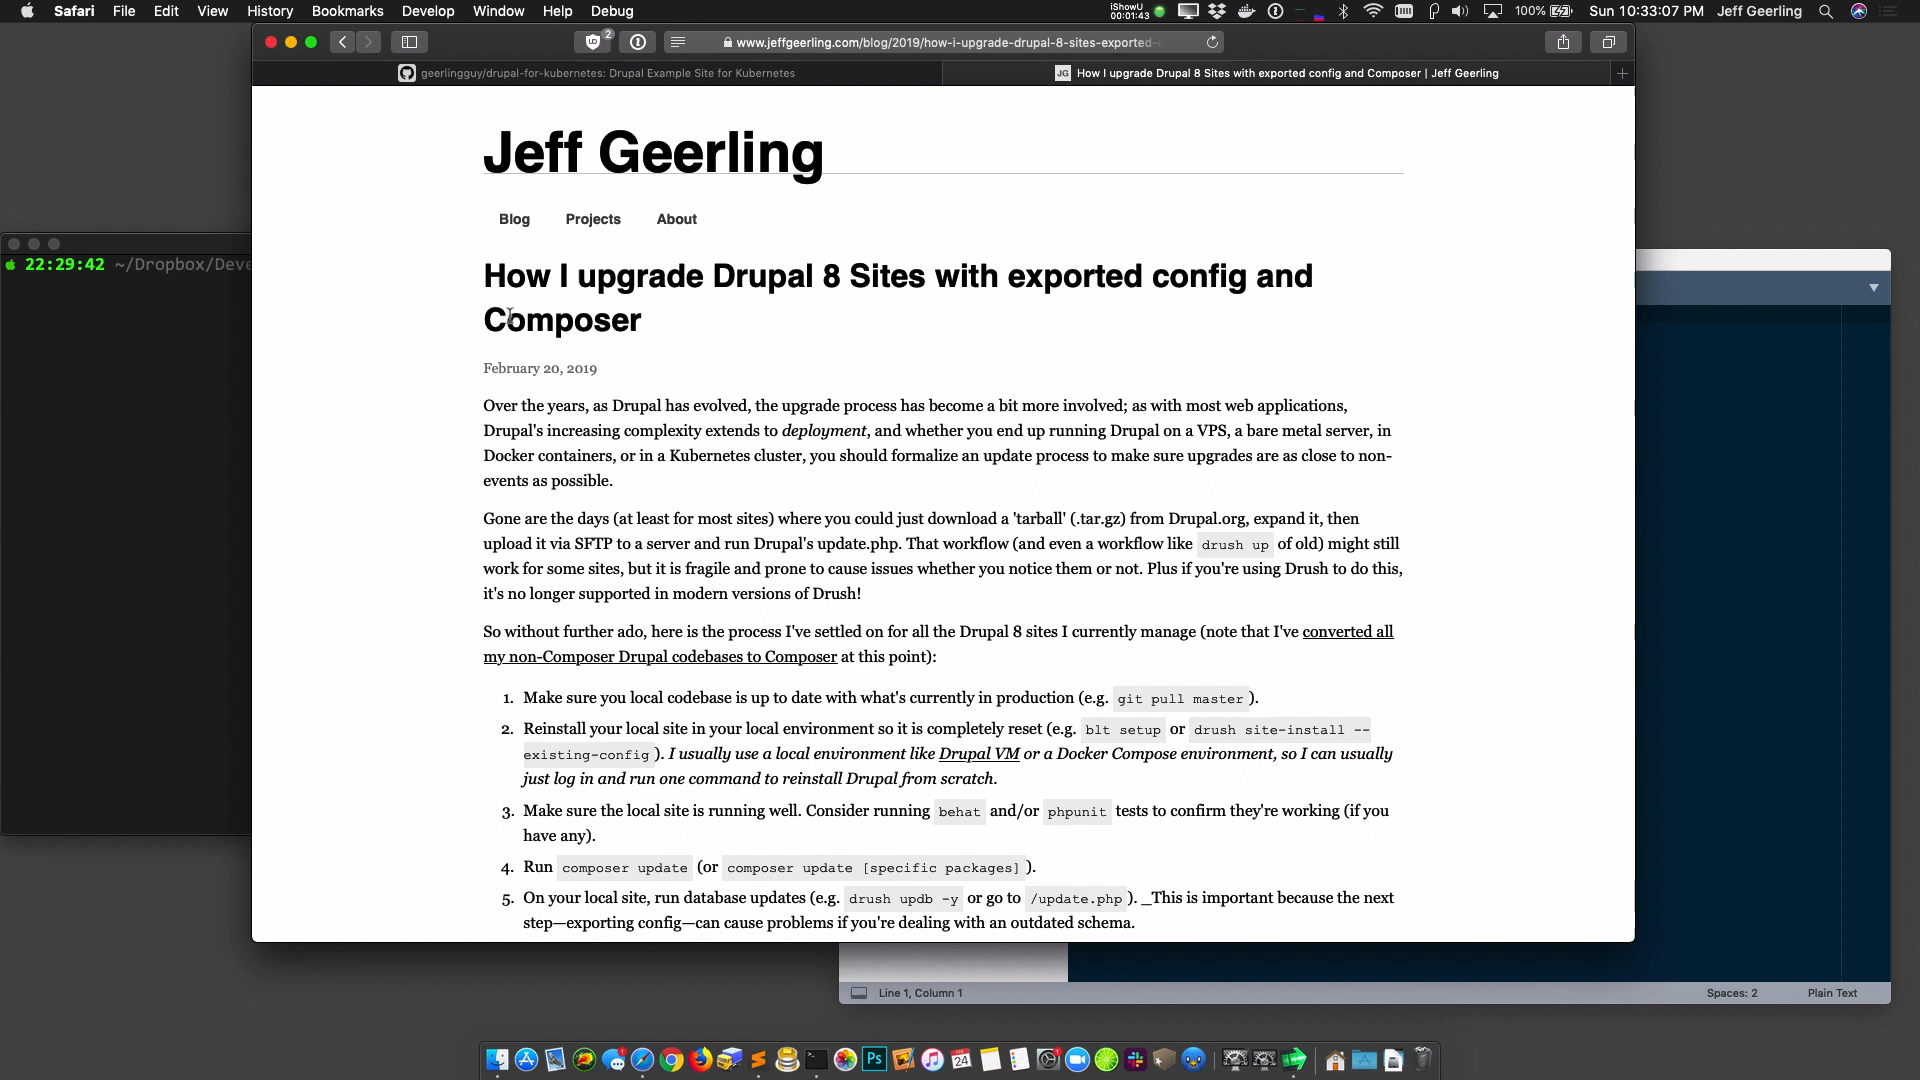 Safari File Edit View History Bookmarks Develop Window Help Debug
iShowU
00:01:43
100%
Sun 10:33:07 PM Jeff Geerling
2
www.jeffgeerling.com/blog/2019/how-i-upgrade-drupal-8-sites-exported-
geerlingguy/drupal-for-kubernetes: Drupal Example Site for Kubernetes
JG How I upgrade Drupal 8 Sites with exported config and Composer | Jeff Geerling
22:29:42 ~/Dropbox/Deve
Jeff Geerling
Blog Projects About
How I upgrade Drupal 8 Sites with exported config and
Composer
February 20, 2019
Over the years, as Drupal has evolved, the upgrade process has become a bit more involved; as with most web applications,
Drupal's increasing complexity extends to deployment, and whether you end up running Drupal on a VPS, a bare metal server, in
Docker containers, or in a Kubernetes cluster, you should formalize an update process to make sure upgrades are as close to non-
events as possible.
Gone are the days (at least for most sites) where you could just download a 'tarball' (.tar.gz) from Drupal.org, expand it, then
upload it via SFTP to a server and run Drupal's update.php. That workflow (and even a workflow like drush up of old) might still
work for some sites, but it is fragile and prone to cause issues whether you notice them or not. Plus if you're using Drush to do this,
it's no longer supported in modern versions of Drush!
So without further ado, here is the process I've settled on for all the Drupal 8 sites I currently manage (note that I've converted all
my non-Composer Drupal codebases to Composer at this point):
1. Make sure you local codebase is up to date with what's currently in production (e.g. git pull master ).
2. Reinstall your local site in your local environment so it is completely reset (e.g. blt setup or drush site-install --
existing-config ). I usually use a local environment like Drupal VM or a Docker Compose environment, so I can usually
just log in and run one command to reinstall Drupal from scratch.
3. Make sure the local site is running well. Consider running behat and/or phpunit tests to confirm they're working (if you
have any).
4. Run composer update (or composer update [specific packages] ).
5. On your local site, run database updates (e.g. drush updb -y or go to /update.php ). _This is important because the next
step—exporting config—can cause problems if you're dealing with an outdated schema.
Line 1, Column 1
Spaces: 2
Plain Text
Ps
24